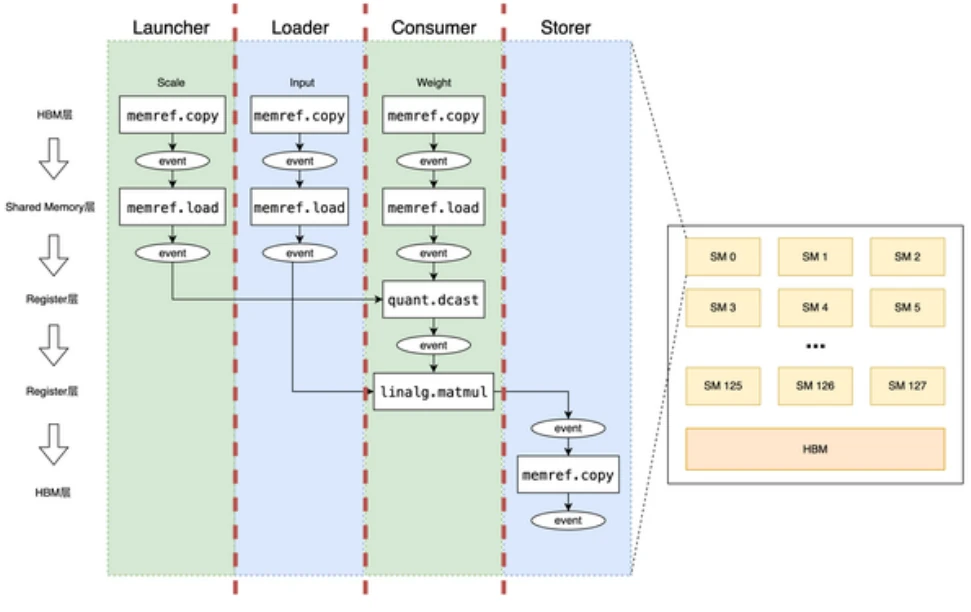 Launcher
Loader
Consumer
Storer
Scale
Input
Weight
HBM层
memref.copy
memref.copy
memref.copy
event
event
event
Shared Memory层
memref.load
memref.load
memref.load
event
event
event
Register层
quant.dcast
event
Register层
linalg.matmul
event
memref.copy
HBM层
event
SM 0
SM 1
SM 2
SM 3
SM 4
SM 5
...
SM 125
SM 126
SM 127
HBM